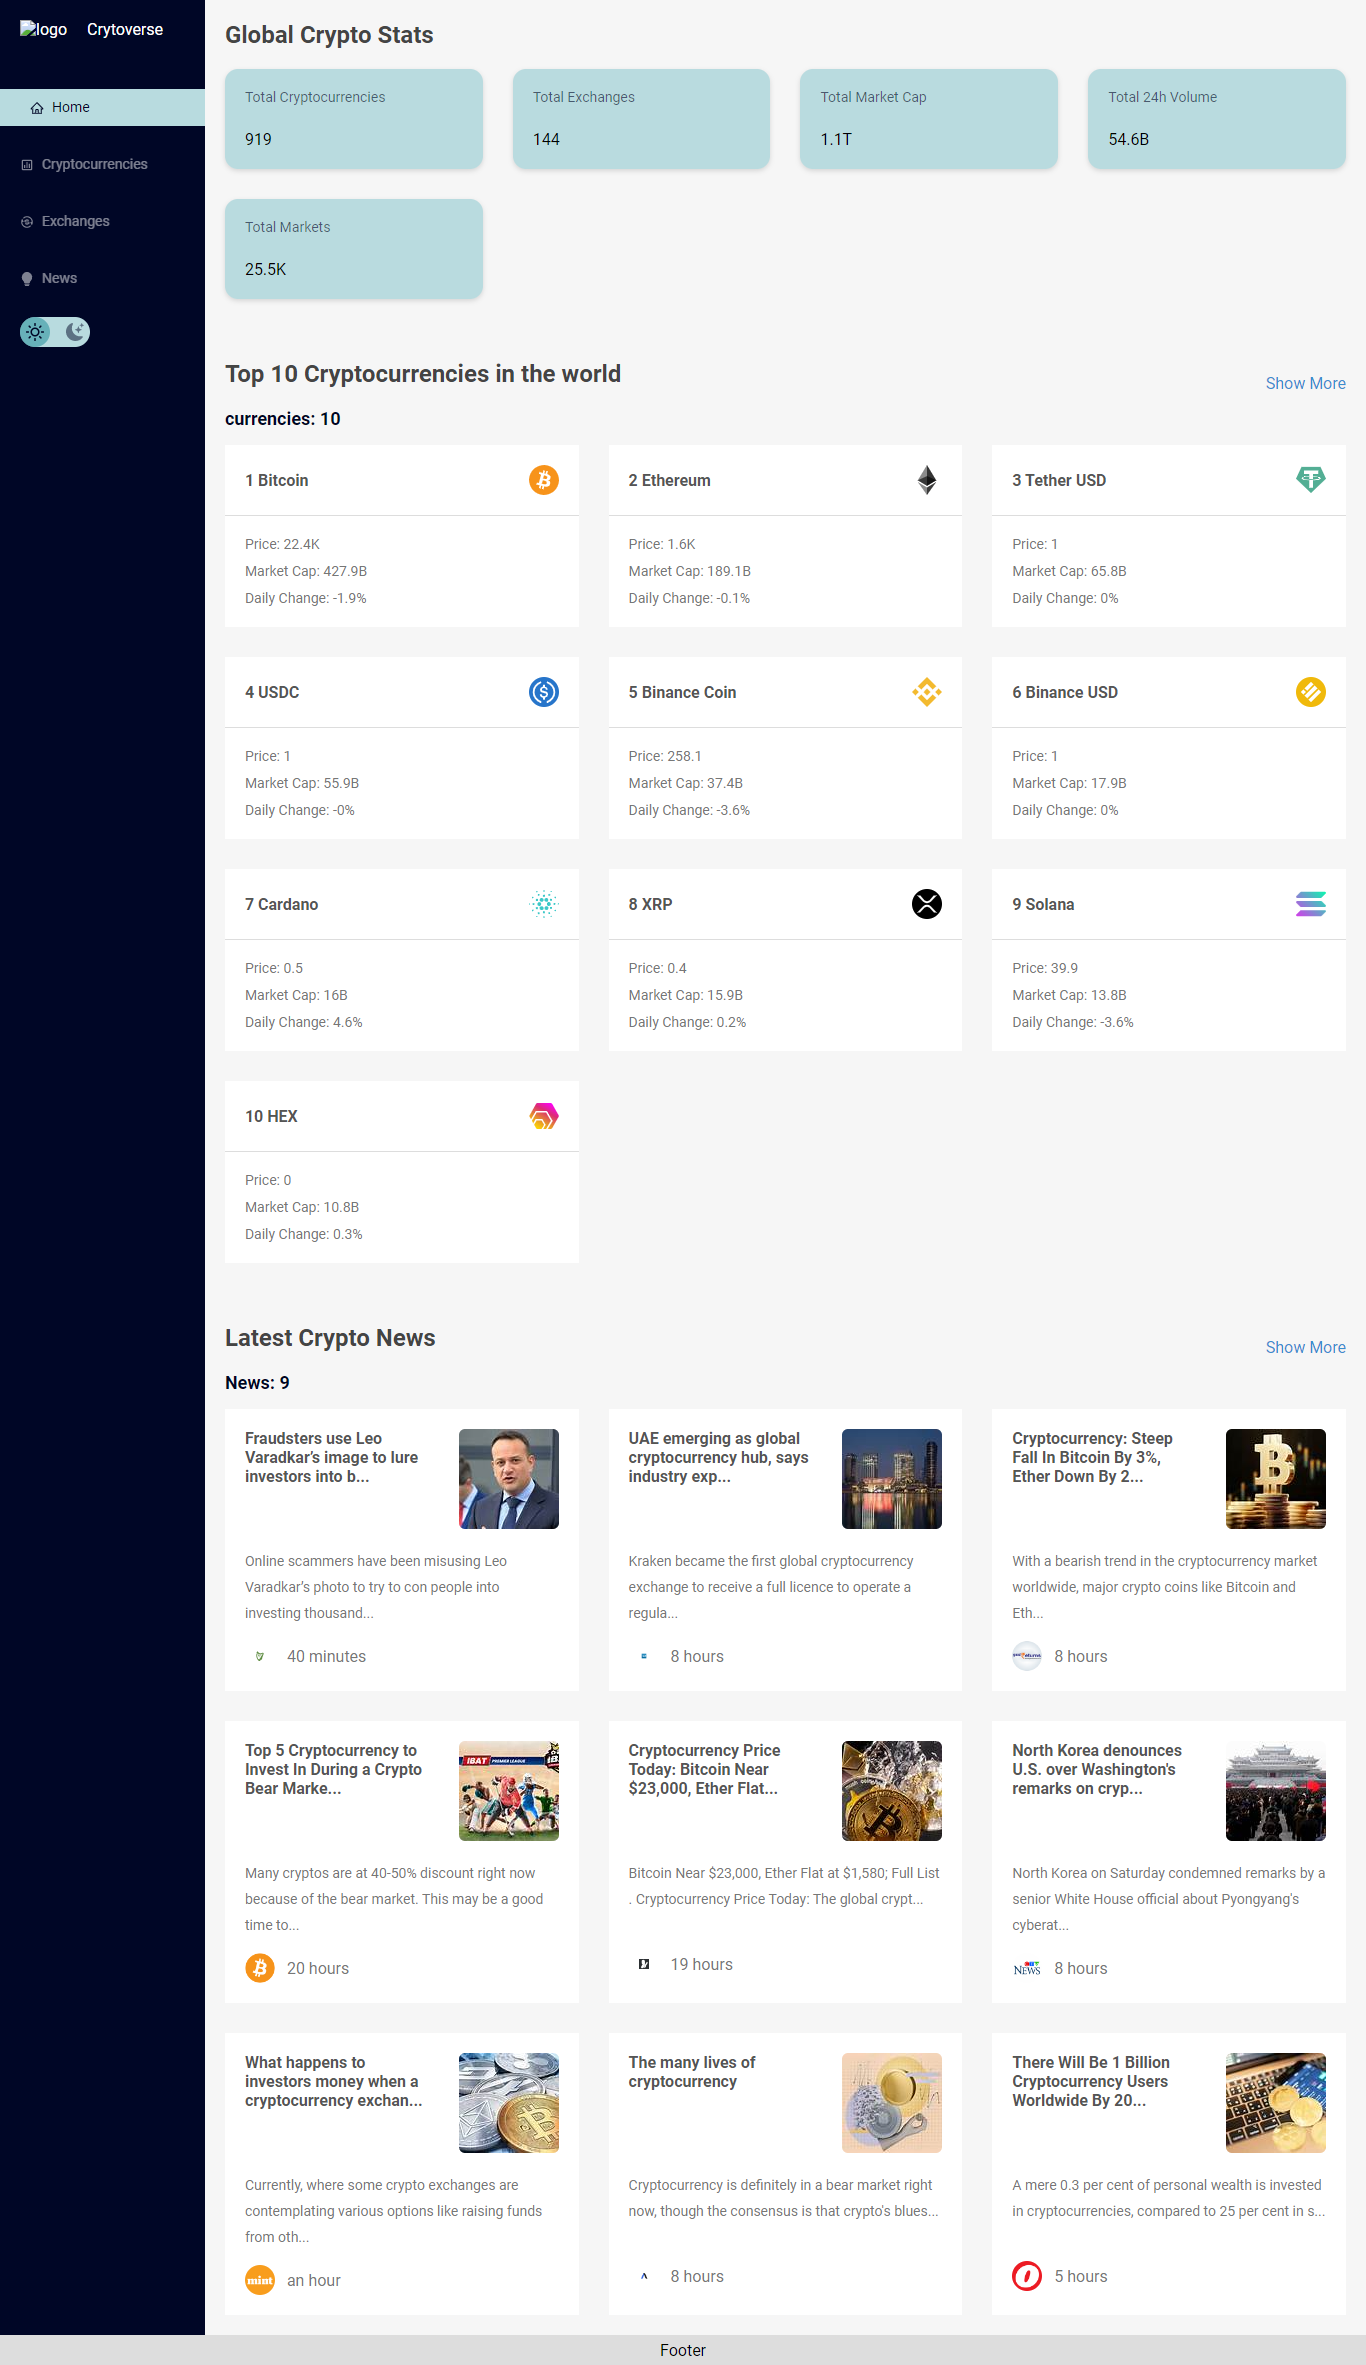 logo
Crytoverse
Home
Cryptocurrencies
Exchanges
News
Global Crypto Stats
Total Cryptocurrencies
919
Total Exchanges
144
Total Market Cap
1.1T
Total 24h Volume
54.6B
Total Markets
25.5K
Top 10 Cryptocurrencies in the world
Show More
currencies: 10
1 Bitcoin
Price: 22.4K
Market Cap: 427.9B
Daily Change: -1.9%
2 Ethereum
Price: 1.6K
Market Cap: 189.1B
Daily Change: -0.1%
3 Tether USD
Price: 1
Market Cap: 65.8B
Daily Change: 0%
4 USDC
Price: 1
Market Cap: 55.9B
Daily Change: -0%
5 Binance Coin
Price: 258.1
Market Cap: 37.4B
Daily Change: -3.6%
6 Binance USD
Price: 1
Market Cap: 17.9B
Daily Change: 0%
7 Cardano
Price: 0.5
Market Cap: 16B
Daily Change: 4.6%
8 XRP
Price: 0.4
Market Cap: 15.9B
Daily Change: 0.2%
9 Solana
Price: 39.9
Market Cap: 13.8B
Daily Change: -3.6%
10 HEX
Price: 0
Market Cap: 10.8B
Daily Change: 0.3%
Latest Crypto News
Show More
News: 9
Fraudsters use Leo
Varadkar’s image to lure
investors into b...
Online scammers have been misusing Leo
Varadkar’s photo to try to con people into
investing thousand...
40 minutes
UAE emerging as global
cryptocurrency hub, says
industry exp...
Kraken became the first global cryptocurrency
exchange to receive a full licence to operate a
regula...
8 hours
Cryptocurrency: Steep
Fall In Bitcoin By 3%,
Ether Down By 2...
With a bearish trend in the cryptocurrency market
worldwide, major crypto coins like Bitcoin and
Eth...
8 hours
Top 5 Cryptocurrency to
Invest In During a Crypto
Bear Marke...
IBAT PREMIER LEAGUE
Many cryptos are at 40-50% discount right now
because of the bear market. This may be a good
time to...
20 hours
Cryptocurrency Price
Today: Bitcoin Near
$23,000, Ether Flat...
Bitcoin Near $23,000, Ether Flat at $1,580; Full List
. Cryptocurrency Price Today: The global crypt...
19 hours
North Korea denounces
U.S. over Washington's
remarks on cryp...
North Korea on Saturday condemned remarks by a
senior White House official about Pyongyang's
cyberat...
NEWS
8 hours
What happens to
investors money when a
cryptocurrency exchan...
Currently, where some crypto exchanges are
contemplating various options like raising funds
from oth...
mint
an hour
The many lives of
cryptocurrency
Cryptocurrency is definitely in a bear market right
now, though the consensus is that crypto's blues...
8 hours
There Will Be 1 Billion
Cryptocurrency Users
Worldwide By 20...
A mere 0.3 per cent of personal wealth is invested
in cryptocurrencies, compared to 25 per cent in s...
5 hours
Footer